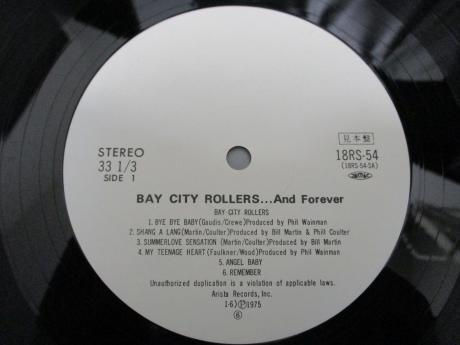 STEREO
33 1/3
SIDE 1
見本盤
18RS-54
(18RS-54-SA)
BAY CITY ROLLERS...And Forever
BAY CITY ROLLERS
1. BYE BYE BABY(Gaudis/Crewe)Produced by Phil Wainman
2. SHANG A LANG(Martin/Coulter)Produced by Bill Martin & Phill Coulter
3. SUMMERLOVE SENSATION (Martin/Coulter)Produced by Bill Martin
4. MY TEENAGE HEART(Faulkner/Wood)Produced by Phil Wainman
5. ANGEL BABY
6. REMEMBER
Unauthorized duplication is a violation of applicable laws.
Arista Records, Inc.
1-6)Ⓟ1975
⑥